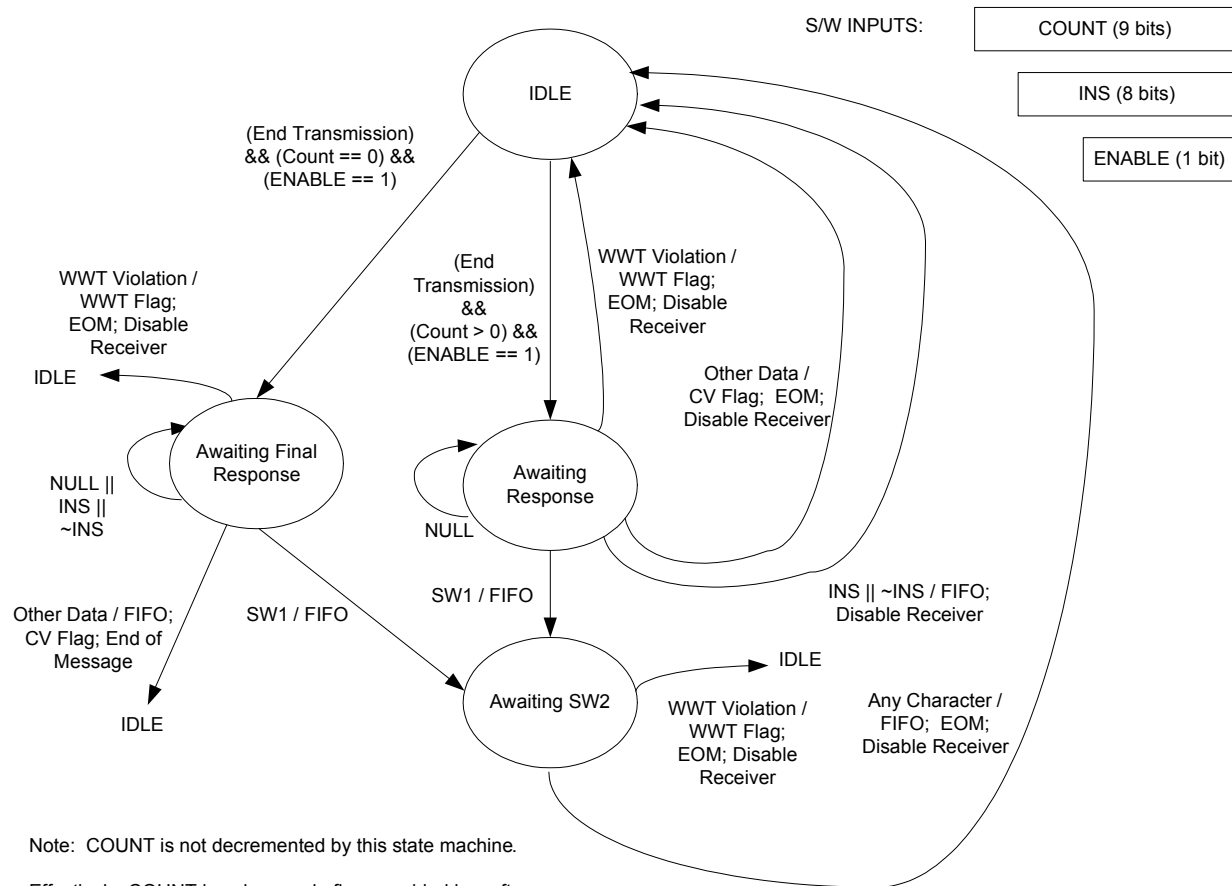 S/W INPUTS:
COUNT (9 bits)
INS (8 bits)
ENABLE (1 bit)
IDLE
(End Transmission)
&& (Count == 0) &&
(ENABLE == 1)
(End
Transmission)
&&
(Count > 0) &&
(ENABLE == 1)
WWT Violation /
WWT Flag;
EOM; Disable
Receiver
WWT Violation /
WWT Flag;
EOM; Disable
Receiver
IDLE
Other Data /
CV Flag; EOM;
Disable Receiver
Awaiting Final
Response
Awaiting
Response
NULL ||
INS ||
~INS
NULL
INS || ~INS / FIFO;
Disable Receiver
Other Data / FIFO;
CV Flag; End of
Message
SW1 / FIFO
SW1 / FIFO
IDLE
Awaiting SW2
IDLE
WWT Violation /
WWT Flag;
EOM; Disable
Receiver
Any Character /
FIFO; EOM;
Disable Receiver
Note: COUNT is not decremented by this state machine.